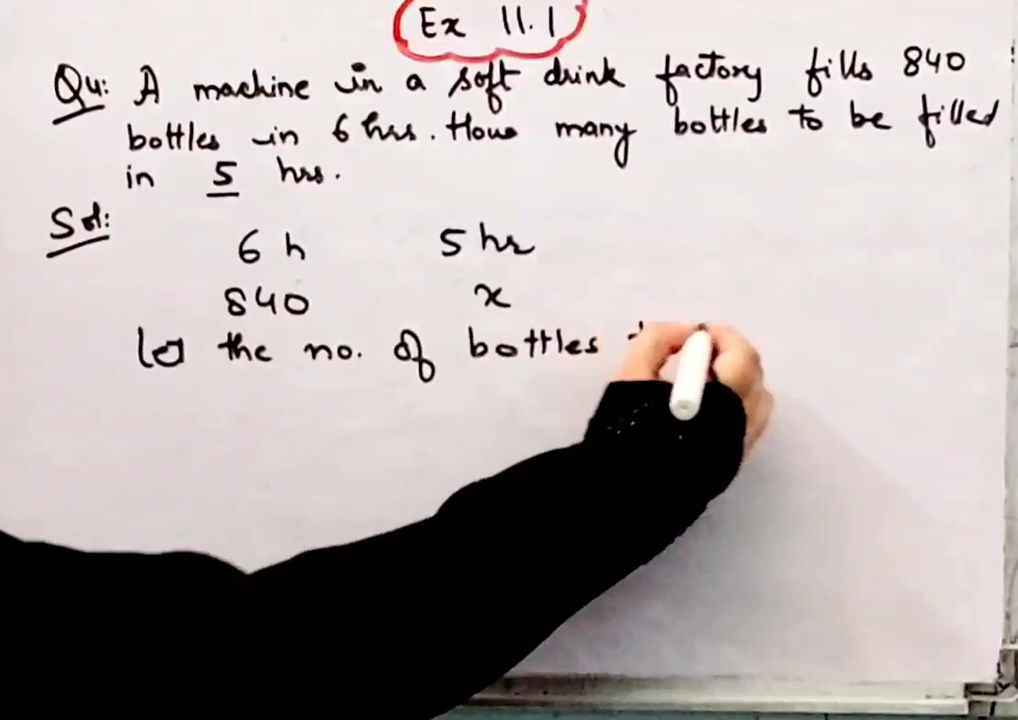 Ex 11.1
Q4: A machine in a soft drink factory fills 840
bottles in 6 hrs. How many bottles to be filled
in 5 hrs.
Sol:
6 h 5 hr
840 x
let the no. of bottles